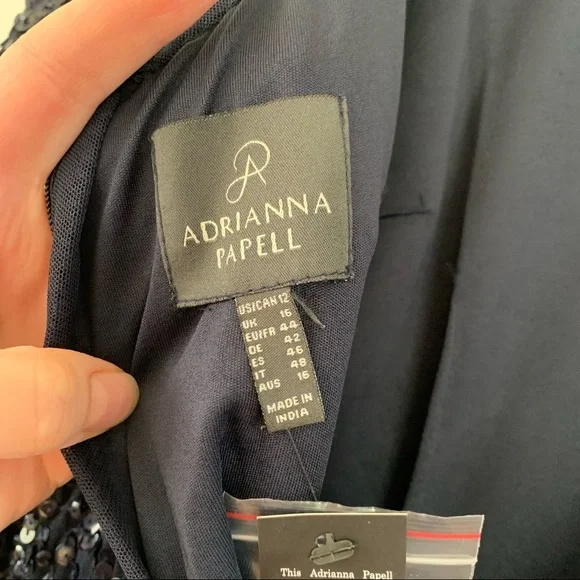 ADRIANNA
PAPELL
US/CAN 12
UK 16
EU/FR 44
DE 42
ES 46
IT 48
AUS 16
MADE IN
INDIA
This Adrianna Papell